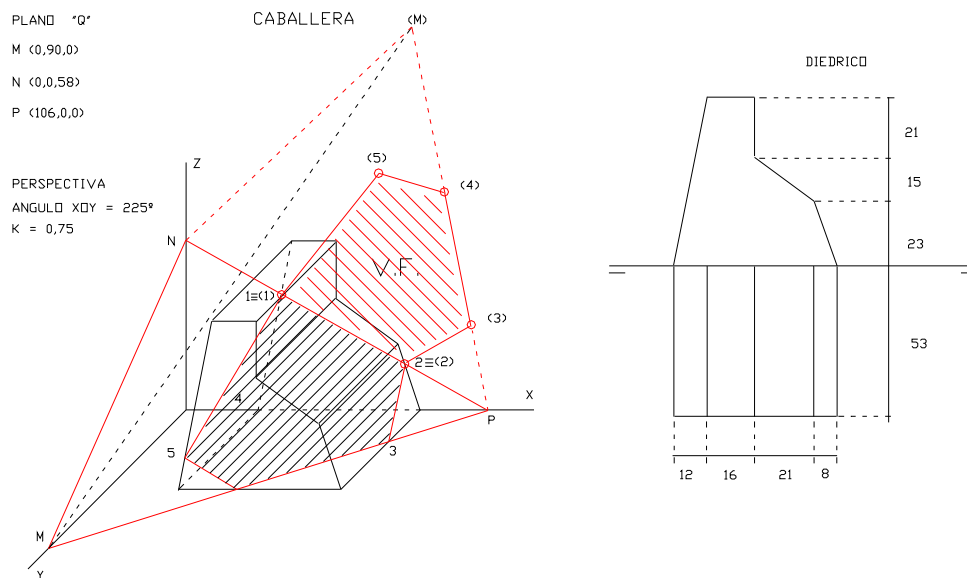 PLANO "Q"
M (0,90,0)
N (0,0,58)
P (106,0,0)
PERSPECTIVA
ANGULO XOY = 225º
K = 0,75
CABALLERA
(M)
Z
(5)
(4)
N
V.F.
1≡(1)
(3)
2≡(2)
X
4
P
5
3
M
Y
DIEDRICO
21
15
23
53
12 16 21 8